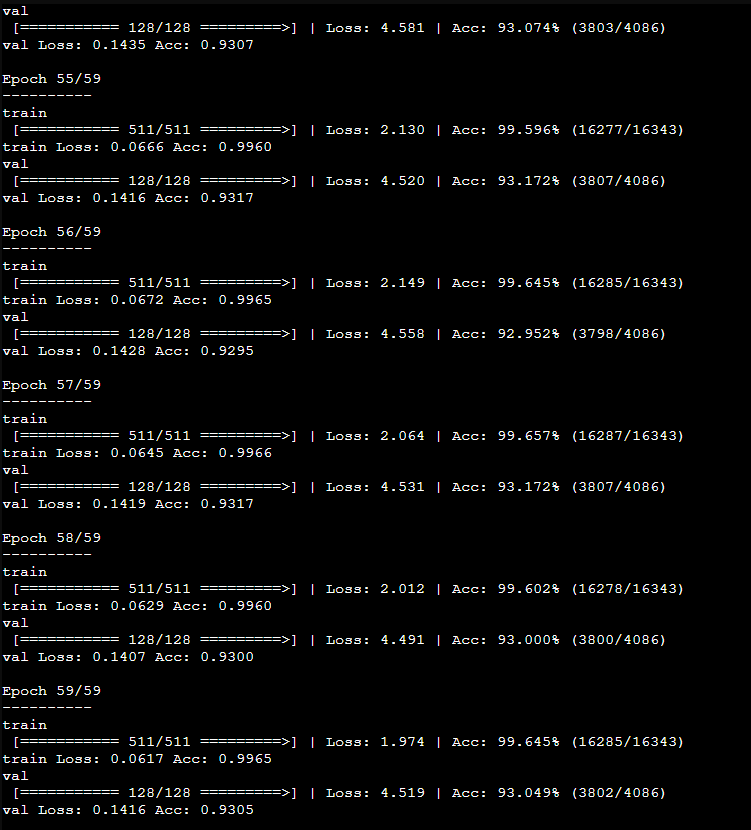 val
 [=========== 128/128 =========>] | Loss: 4.581 | Acc: 93.074% (3803/4086)
val Loss: 0.1435 Acc: 0.9307

Epoch 55/59
----------
train
 [=========== 511/511 =========>] | Loss: 2.130 | Acc: 99.596% (16277/16343)
train Loss: 0.0666 Acc: 0.9960
val
 [=========== 128/128 =========>] | Loss: 4.520 | Acc: 93.172% (3807/4086)
val Loss: 0.1416 Acc: 0.9317

Epoch 56/59
----------
train
 [=========== 511/511 =========>] | Loss: 2.149 | Acc: 99.645% (16285/16343)
train Loss: 0.0672 Acc: 0.9965
val
 [=========== 128/128 =========>] | Loss: 4.558 | Acc: 92.952% (3798/4086)
val Loss: 0.1428 Acc: 0.9295

Epoch 57/59
----------
train
 [=========== 511/511 =========>] | Loss: 2.064 | Acc: 99.657% (16287/16343)
train Loss: 0.0645 Acc: 0.9966
val
 [=========== 128/128 =========>] | Loss: 4.531 | Acc: 93.172% (3807/4086)
val Loss: 0.1419 Acc: 0.9317

Epoch 58/59
----------
train
 [=========== 511/511 =========>] | Loss: 2.012 | Acc: 99.602% (16278/16343)
train Loss: 0.0629 Acc: 0.9960
val
 [=========== 128/128 =========>] | Loss: 4.491 | Acc: 93.000% (3800/4086)
val Loss: 0.1407 Acc: 0.9300

Epoch 59/59
----------
train
 [=========== 511/511 =========>] | Loss: 1.974 | Acc: 99.645% (16285/16343)
train Loss: 0.0617 Acc: 0.9965
val
 [=========== 128/128 =========>] | Loss: 4.519 | Acc: 93.049% (3802/4086)
val Loss: 0.1416 Acc: 0.9305